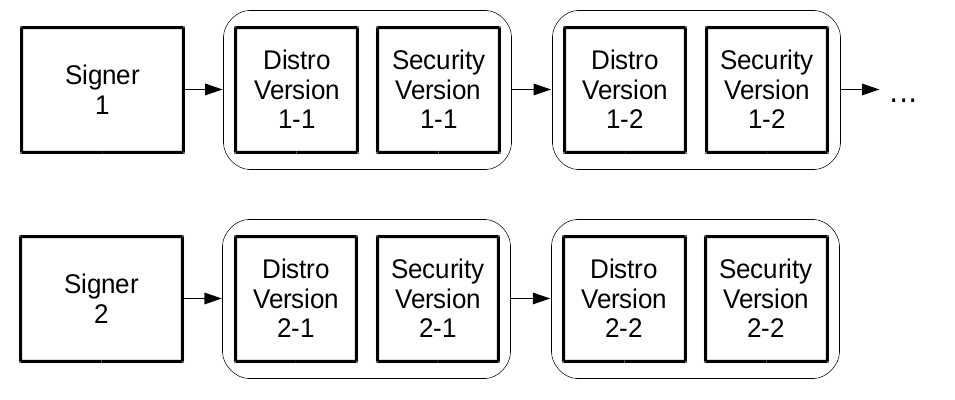 Signer
1
Distro
Version
1-1
Security
Version
1-1
Distro
Version
1-2
Security
Version
1-2
...
Signer
2
Distro
Version
2-1
Security
Version
2-1
Distro
Version
2-2
Security
Version
2-2